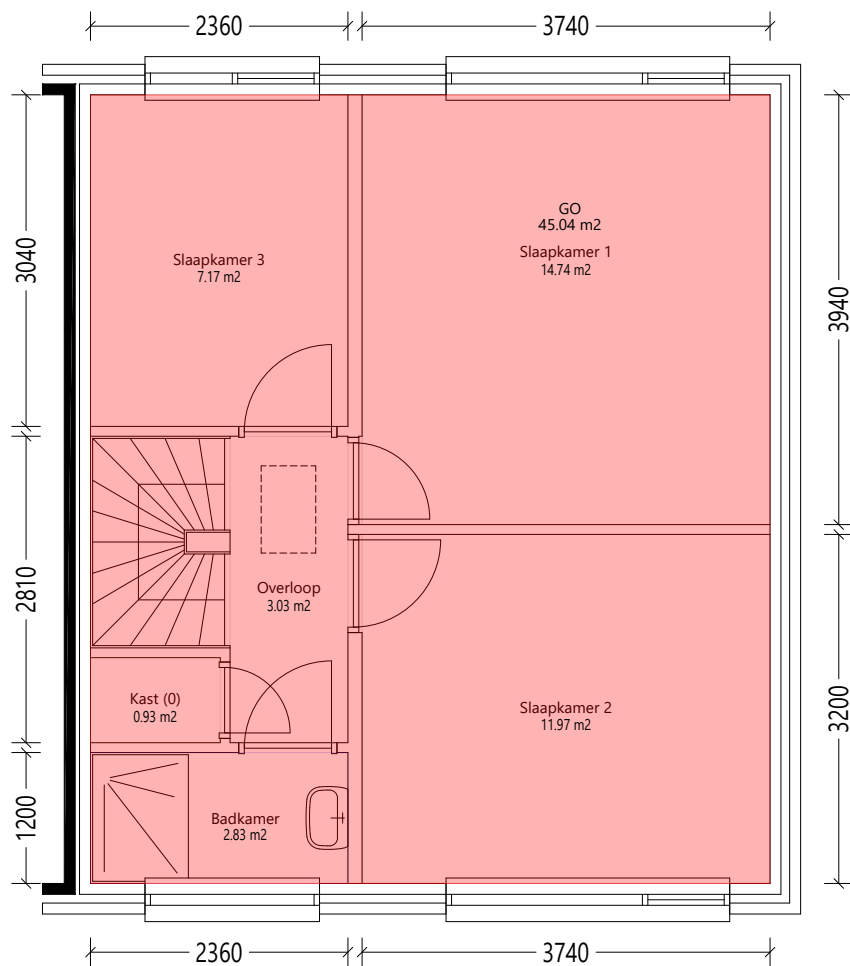 2360
3740
GO
45.04 m2
Slaapkamer 3
7.17 m2
Slaapkamer 1
14.74 m2
3040
3940
2810
Overloop
3.03 m2
Kast (0)
0.93 m2
Slaapkamer 2
11.97 m2
3200
1200
Badkamer
2.83 m2
2360
3740